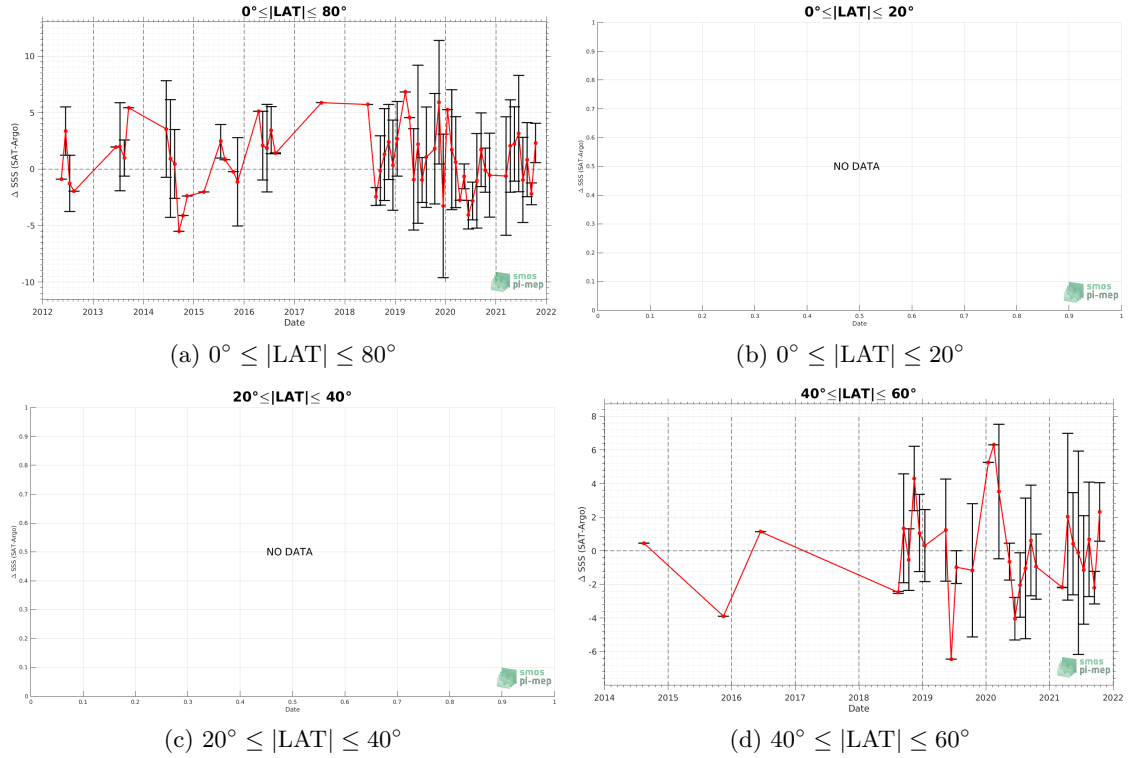 0°≤|LAT|≤ 80°
Δ SSS (SAT-Argo)
10
5
0
-5
-10
2012 2013 2014 2015 2016 2017 2018 2019 2020 2021 2022
Date
smos
pi-mep
(a) 0° ≤ |LAT| ≤ 80°
0°≤|LAT|≤ 20°
Δ SSS (SAT-Argo)
1
0.9
0.8
0.7
0.6
0.5
0.4
0.3
0.2
0.1
0
NO DATA
0 0.1 0.2 0.3 0.4 0.5 0.6 0.7 0.8 0.9 1
Date
smos
pi-mep
(b) 0° ≤ |LAT| ≤ 20°
20°≤|LAT|≤ 40°
Δ SSS (SAT-Argo)
1
0.9
0.8
0.7
0.6
0.5
0.4
0.3
0.2
0.1
0
NO DATA
0 0.1 0.2 0.3 0.4 0.5 0.6 0.7 0.8 0.9 1
Date
smos
pi-mep
(c) 20° ≤ |LAT| ≤ 40°
40°≤|LAT|≤ 60°
Δ SSS (SAT-Argo)
8
6
4
2
0
-2
-4
-6
2014 2015 2016 2017 2018 2019 2020 2021 2022
Date
smos
pi-mep
(d) 40° ≤ |LAT| ≤ 60°